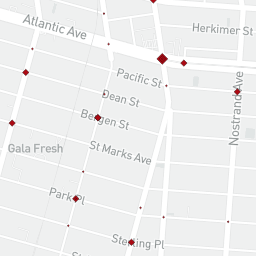 Herkimer St
Atlantic Ave
Pacific St
Dean St
Nostrand Ave
Bergen St
Gala Fresh
St Marks Ave
Park Pl
Sterling Pl